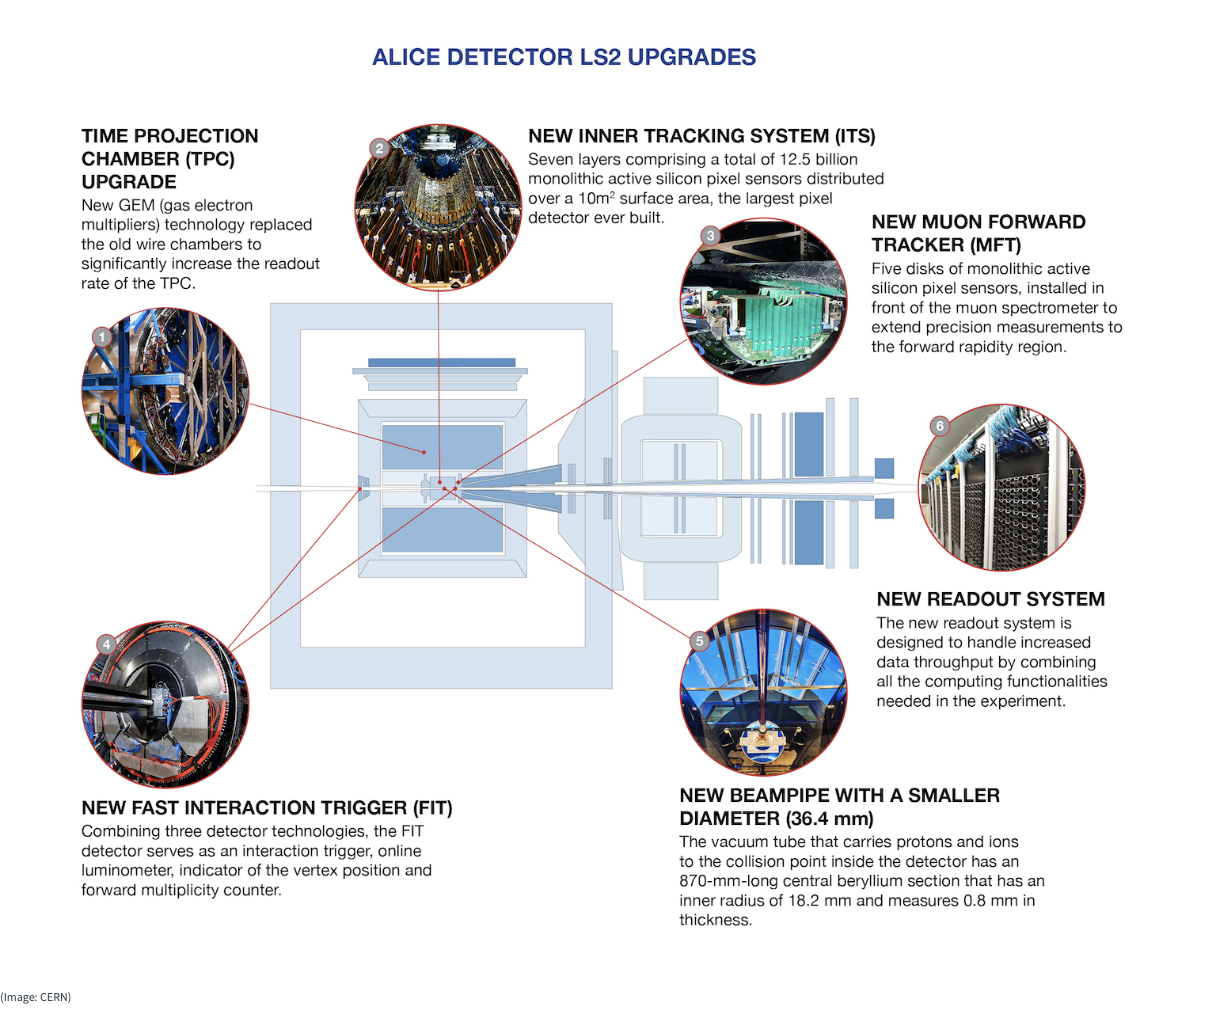 ALICE DETECTOR LS2 UPGRADES
TIME PROJECTION
CHAMBER (TPC)
UPGRADE
New GEM (gas electron
multipliers) technology replaced
the old wire chambers to
significantly increase the readout
rate of the TPC.
1
2
NEW INNER TRACKING SYSTEM (ITS)
Seven layers comprising a total of 12.5 billion
monolithic active silicon pixel sensors distributed
over a 10m² surface area, the largest pixel
detector ever built.
3
NEW MUON FORWARD
TRACKER (MFT)
Five disks of monolithic active
silicon pixel sensors, installed in
front of the muon spectrometer to
extend precision measurements to
the forward rapidity region.
6
NEW READOUT SYSTEM
The new readout system is
designed to handle increased
data throughput by combining
all the computing functionalities
needed in the experiment.
4
NEW FAST INTERACTION TRIGGER (FIT)
Combining three detector technologies, the FIT
detector serves as an interaction trigger, online
luminometer, indicator of the vertex position and
forward multiplicity counter.
5
NEW BEAMPIPE WITH A SMALLER
DIAMETER (36.4 mm)
The vacuum tube that carries protons and ions
to the collision point inside the detector has an
870-mm-long central beryllium section that has an
inner radius of 18.2 mm and measures 0.8 mm in
thickness.
(Image: CERN)